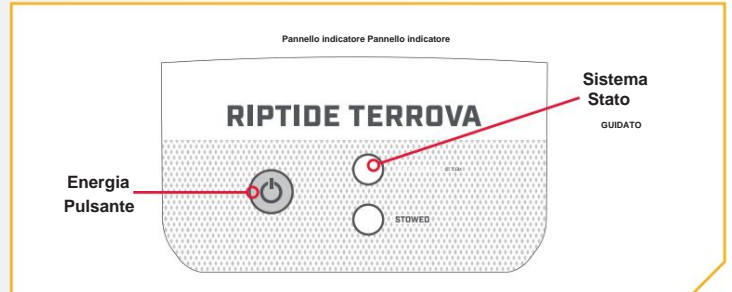 Pannello indicatore Pannello indicatore
RIPTIDE TERROVA
Sistema
Stato
GUIDATO
Energia
Pulsante
STOWED